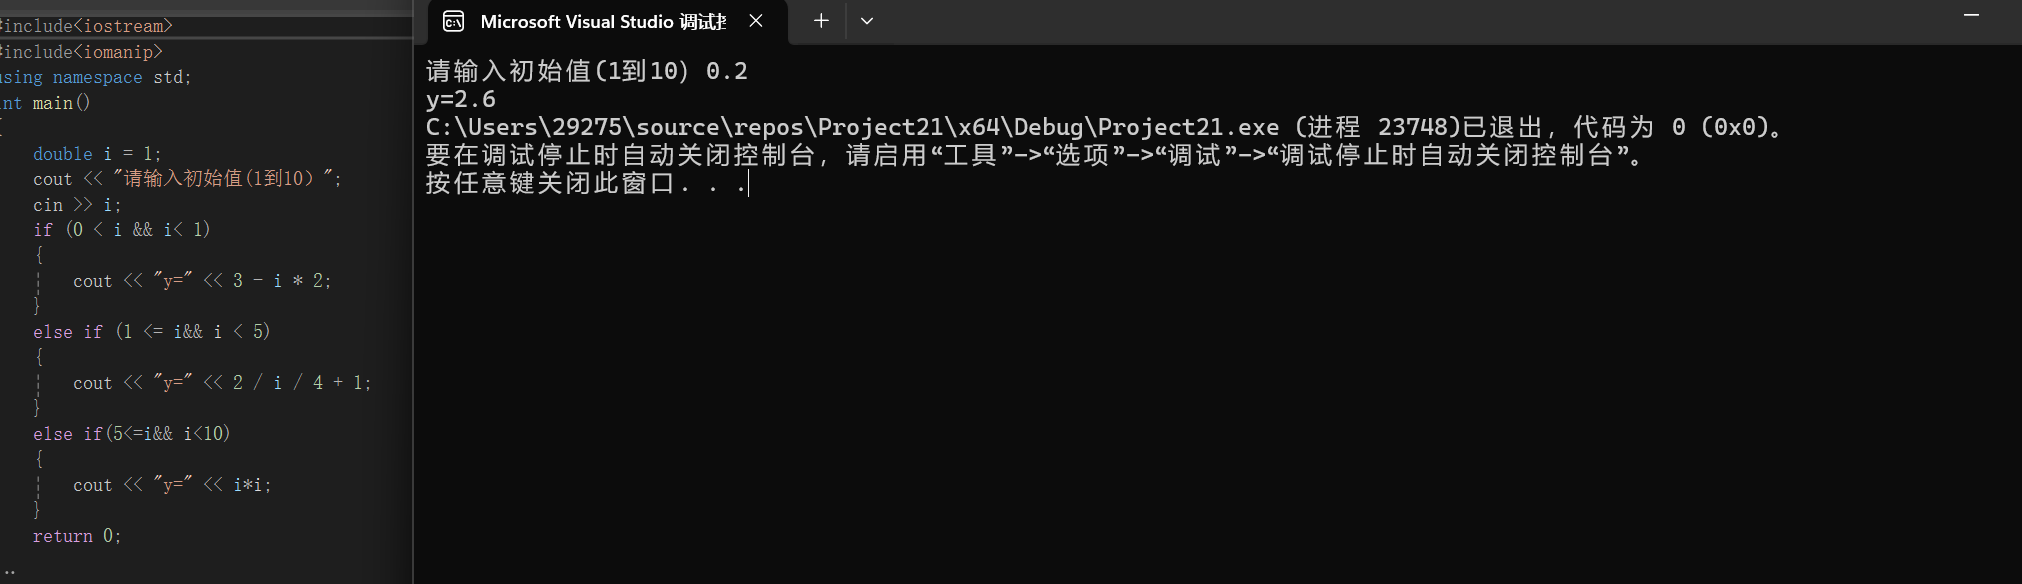 #include<iostream>
#include<iomanip>
using namespace std;
int main()
{
double i = 1;
cout << "请输入初始值(1到10）";
cin >> i;
if (0 < i && i< 1)
{
cout << "y=" << 3 - i * 2;
}
else if (1 <= i&& i < 5)
{
cout << "y=" << 2 / i / 4 + 1;
}
else if(5<=i&& i<10)
{
cout << "y=" << i*i;
}
return 0;
Microsoft Visual Studio 调试
请输入初始值(1到10）0.2
y=2.6
C:\Users\29275\source\repos\Project21\x64\Debug\Project21.exe (进程 23748)已退出，代码为 0 (0x0)。
要在调试停止时自动关闭控制台，请启用“工具”->“选项”->“调试”->“调试停止时自动关闭控制台”。
按任意键关闭此窗口. . .